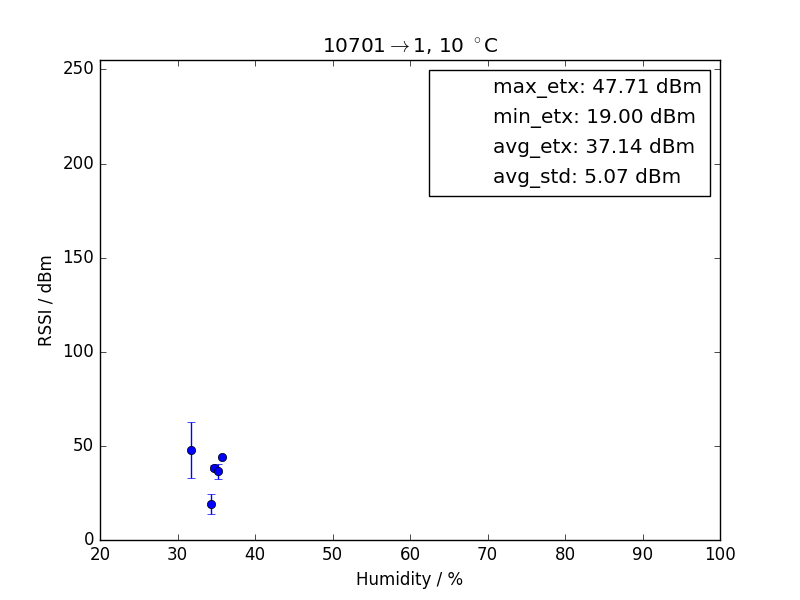 10701→1, 10 °C
max_etx: 47.71 dBm
min_etx: 19.00 dBm
avg_etx: 37.14 dBm
avg_std: 5.07 dBm
RSSI / dBm
250
200
150
100
50
0
20 30 40 50 60 70 80 90 100
Humidity / %